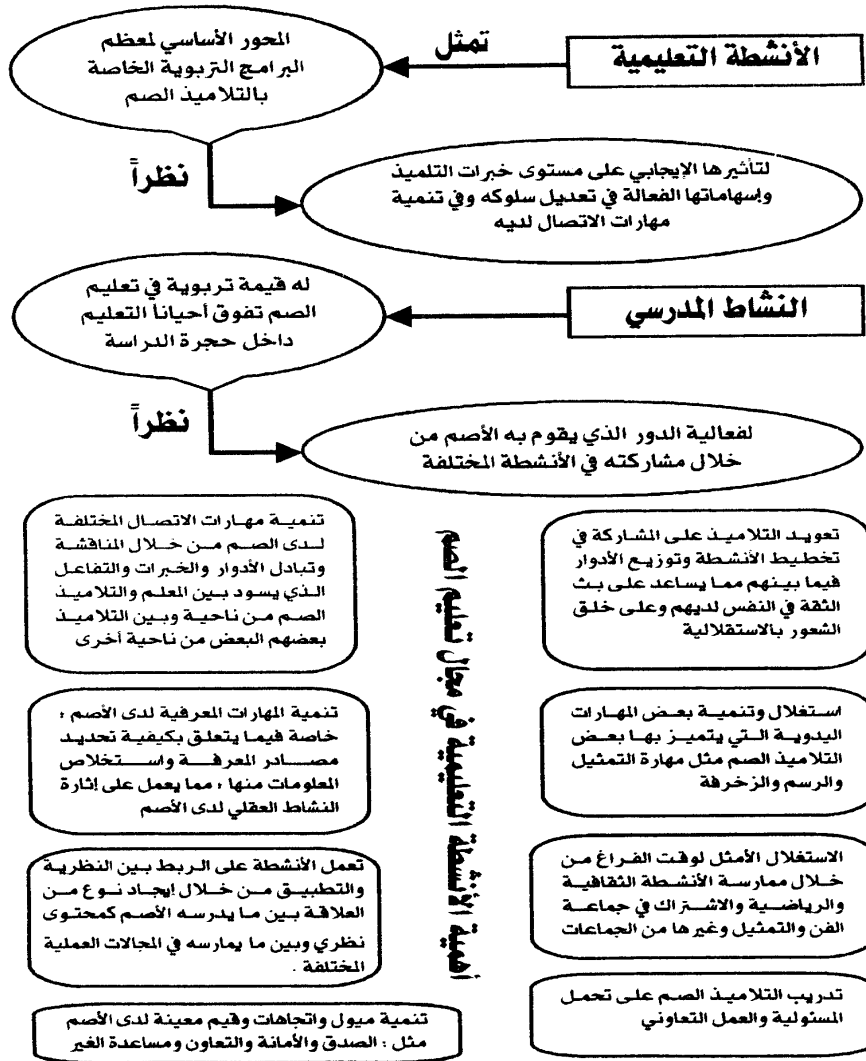 الأنشطة التعليمية
تمثل
المحور الأساسي لمعظم
البرامج التربوية الخاصة
بالتلاميذ الصم
نظراً
لتأثيرها الإيجابي على مستوى خبرات التلميذ
وإسهاماتها الفعالة في تعديل سلوكه وفي تنمية
مهارات الاتصال لديه
النشاط المدرسي
له قيمة تربوية في تعليم
الصم تفوق أحياناً التعليم
داخل حجرة الدراسة
نظراً
لفعالية الدور الذي يقوم به الأصم من
خلال مشاركته في الأنشطة المختلفة
أهمية الأنشطة التعليمية في مجال تعليم الصم
تعويد التلاميذ على المشاركة في
تخطيط الأنشطة وتوزيع الأدوار
فيما بينهم مما يساعد على بث
الثقة في النفس لديهم وعلى خلق
الشعور بالاستقلالية
استغلال وتنمية بعض المهارات
اليدوية التي يتميز بها بعض
التلاميذ الصم مثل مهارة التمثيل
والرسم والزخرفة
الاستغلال الأمثل لوقت الفراغ من
خلال ممارسة الأنشطة الثقافية
والرياضية والاشتراك في جماعة
الفن والتمثيل وغيرها من الجماعات
تدريب التلاميذ الصم على تحمل
المسئولية والعمل التعاوني
تنمية مهارات الاتصال المختلفة
لدى الصم من خلال المناقشة
وتبادل الأدوار والخبرات والتفاعل
الذي يسود بين المعلم والتلاميذ
الصم من ناحية وبين التلاميذ
بعضهم البعض من ناحية أخرى
تنمية المهارات المعرفية لدى الأصم ،
خاصة فيما يتعلق بكيفية تحديد
مصادر المعرفة واستخلاص
المعلومات منها ، مما يعمل على إثارة
النشاط العقلي لدى الأصم
تعمل الأنشطة على الربط بين النظرية
والتطبيق من خلال إيجاد نوع من
العلاقة بين ما يدرسه الأصم كمحتوى
نظري وبين ما يمارسه في المجالات العملية
المختلفة .
تنمية ميول واتجاهات وقيم معينة لدى الأصم
مثل : الصدق والأمانة والتعاون ومساعدة الغير